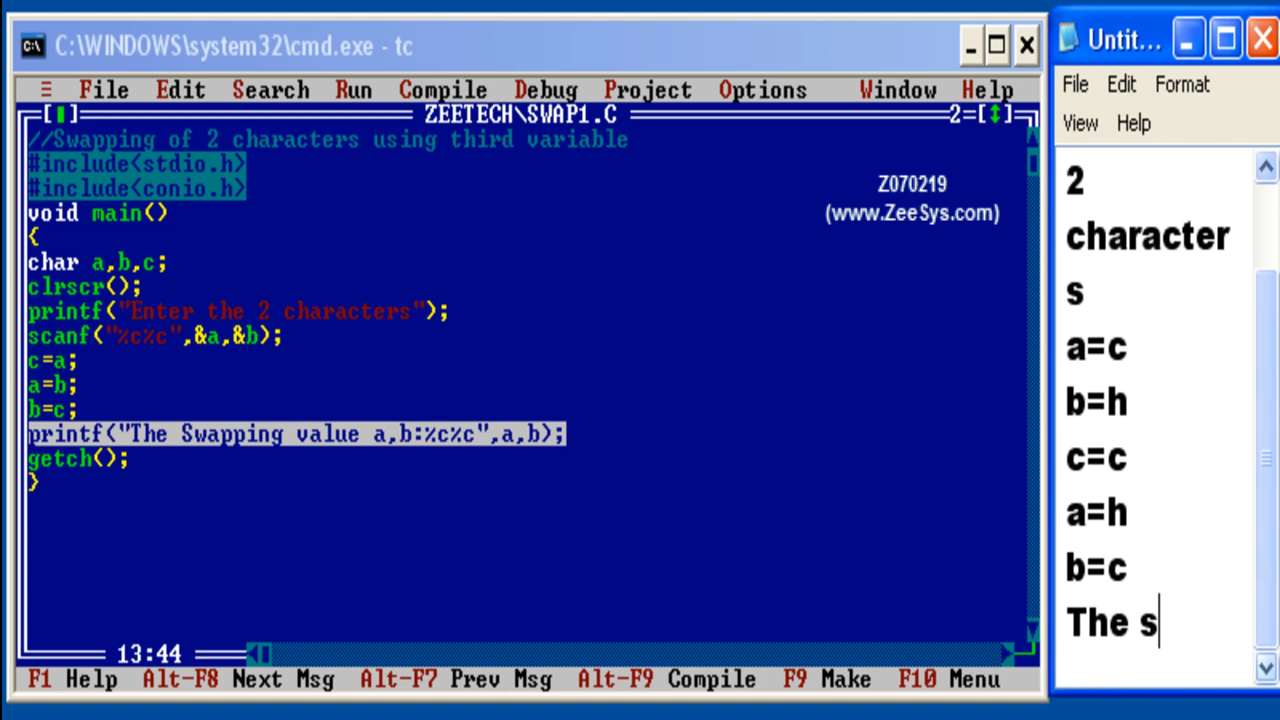 C:\WINDOWS\system32\cmd.exe - tc
≡ File Edit Search Run Compile Debug Project Options Window Help
ZEETECH\SWAP1.C 2=[↕]
//Swapping of 2 characters using third variable
#include<stdio.h>
#include<conio.h>
void main()
{
char a,b,c;
clrscr();
printf("Enter the 2 characters");
scanf("%c%c",&a,&b);
c=a;
a=b;
b=c;
printf("The Swapping value a,b:%c%c",a,b);
getch();
}
Z070219
(www.ZeeSys.com)
13:44
F1 Help Alt-F8 Next Msg Alt-F7 Prev Msg Alt-F9 Compile F9 Make F10 Menu
Untit...
File Edit Format
View Help
2
character
s
a=c
b=h
c=c
a=h
b=c
The s